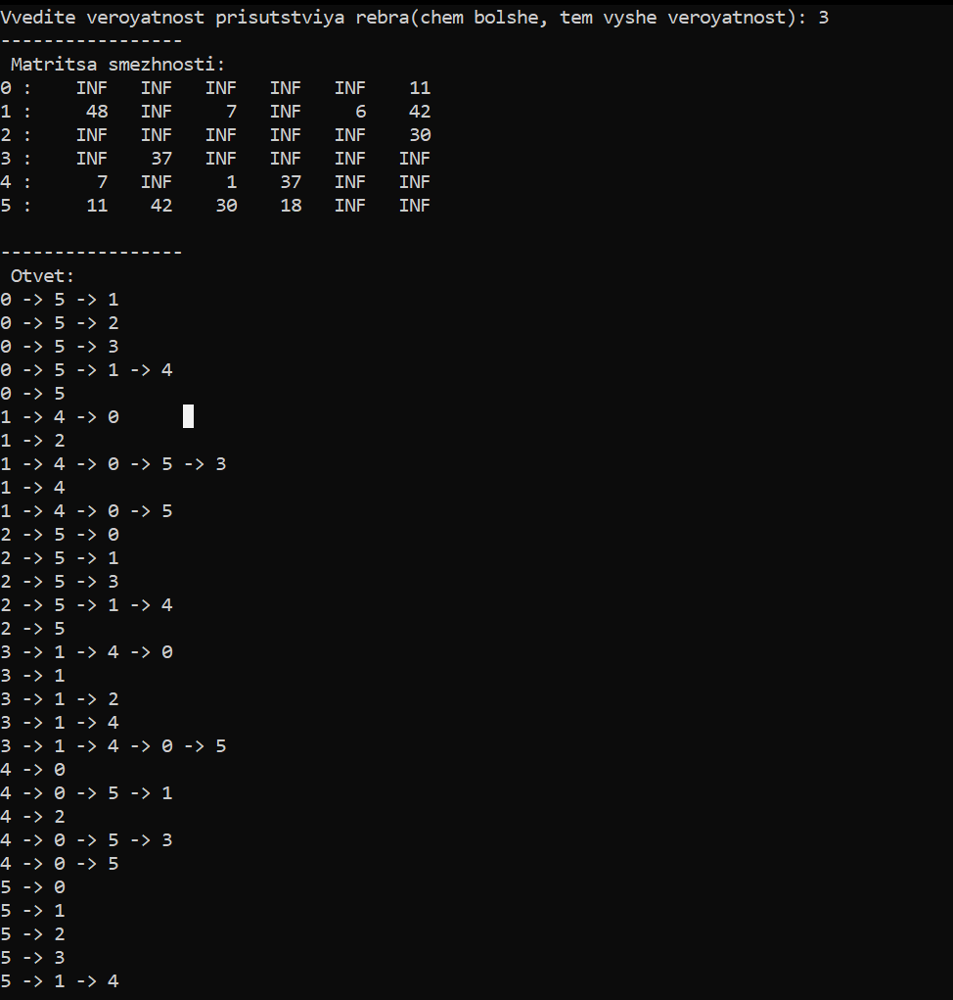 Vvedite veroyatnost prisutstviya rebra(chem bolshe, tem vyshe veroyatnost): 3
-----------------
Matritsa smezhnosti:
0 : INF INF INF INF INF 11
1 : 48 INF 7 INF 6 42
2 : INF INF INF INF INF 30
3 : INF 37 INF INF INF INF
4 : 7 INF 1 37 INF INF
5 : 11 42 30 18 INF INF
-----------------
Otvet:
0 -> 5 -> 1
0 -> 5 -> 2
0 -> 5 -> 3
0 -> 5 -> 1 -> 4
0 -> 5
1 -> 4 -> 0
1 -> 2
1 -> 4 -> 0 -> 5 -> 3
1 -> 4
1 -> 4 -> 0 -> 5
2 -> 5 -> 0
2 -> 5 -> 1
2 -> 5 -> 3
2 -> 5 -> 1 -> 4
2 -> 5
3 -> 1 -> 4 -> 0
3 -> 1
3 -> 1 -> 2
3 -> 1 -> 4
3 -> 1 -> 4 -> 0 -> 5
4 -> 0
4 -> 0 -> 5 -> 1
4 -> 2
4 -> 0 -> 5 -> 3
4 -> 0 -> 5
5 -> 0
5 -> 1
5 -> 2
5 -> 3
5 -> 1 -> 4